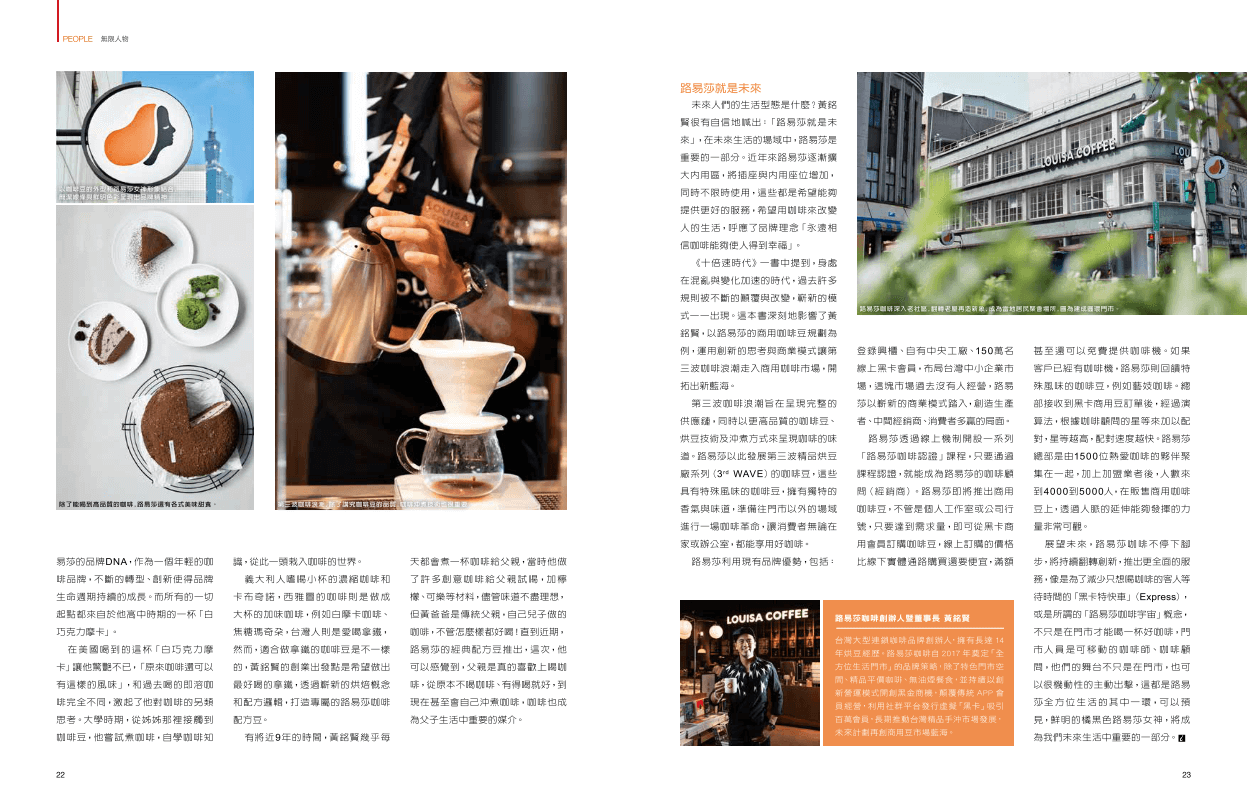 PEOPLE 無限人物
以咖啡豆的外型和路易莎女神形象結合，
除了能喝到高品質的咖啡，路易莎還有各式美味甜食。
易莎的品牌DNA，作為一個年輕的咖
啡品牌，不斷的轉型、創新使得品牌
生命週期持續的成長。而所有的一切
起點都來自於他高中時期的一杯「白
巧克力摩卡」。
在美國喝到的這杯「白巧克力摩
卡」讓他驚艷不已，「原來咖啡還可以
有這樣的風味」，和過去喝的即溶咖
啡完全不同，激起了他對咖啡的另類
思考。大學時期，從姊姊那裡接觸到
咖啡豆，他嘗試煮咖啡，自學咖啡知
識，從此一頭栽入咖啡的世界。
義大利人嗜喝小杯的濃縮咖啡和
卡布奇諾，西雅圖的咖啡則是做成
大杯的加味咖啡，例如白摩卡咖啡、
焦糖瑪奇朵，台灣人則是愛喝拿鐵，
然而，適合做拿鐵的咖啡豆是不一樣
的，黃銘賢的創業出發點是希望做出
最好喝的拿鐵，透過嶄新的烘焙概念
和配方邏輯，打造專屬的路易莎咖啡
配方豆。
有將近9年的時間，黃銘賢幾乎每
天都會煮一杯咖啡給父親，當時他做
了許多創意咖啡給父親試喝，加檸
檬、可樂等材料，儘管味道不盡理想，
但黃爸爸是傳統父親，自己兒子做的
咖啡，不管怎麼樣都好喝！直到近期，
路易莎的經典配方豆推出，這次，他
可以感覺到，父親是真的喜歡上喝咖
啡，從原本不喝咖啡、有得喝就好，到
現在甚至會自己沖煮咖啡，咖啡也成
為父子生活中重要的媒介。
22
路易莎就是未來
未來人們的生活型態是什麼？黃銘
賢很有自信地喊出：「路易莎就是未
來」，在未來生活的場域中，路易莎是
重要的一部分。近年來路易莎逐漸擴
大內用區，將插座與內用座位增加，
同時不限時使用，這些都是希望能夠
提供更好的服務，希望用咖啡來改變
人的生活，呼應了品牌理念「永遠相
信咖啡能夠使人得到幸福」。
《十倍速時代》一書中提到，身處
在混亂與變化加速的時代，過去許多
規則被不斷的顛覆與改變，嶄新的模
式一一出現。這本書深刻地影響了黃
銘賢，以路易莎的商用咖啡豆規劃為
例，運用創新的思考與商業模式讓第
三波咖啡浪潮走入商用咖啡市場，開
拓出新藍海。
第三波咖啡浪潮旨在呈現完整的
供應鏈，同時以更高品質的咖啡豆、
烘豆技術及沖煮方式來呈現咖啡的味
道。路易莎以此發展第三波精品烘豆
廠系列（3rd WAVE）的咖啡豆，這些
具有特殊風味的咖啡豆，擁有獨特的
香氣與味道，準備往門市以外的場域
進行一場咖啡革命，讓消費者無論在
家或辦公室，都能享用好咖啡。
路易莎利用現有品牌優勢，包括：
LOUISA COFFEE
路易莎咖啡深入老社區，翻轉老屋再造新象，成為當地居民聚會場所，圖為建成圓環門市。
登錄興櫃、自有中央工廠、150萬名
線上黑卡會員，布局台灣中小企業市
場，這塊市場過去沒有人經營，路易
莎以嶄新的商業模式踏入，創造生產
者、中間經銷商、消費者多贏的局面。
路易莎透過線上機制開設一系列
「路易莎咖啡認證」課程，只要通過
課程認證，就能成為路易莎的咖啡顧
問（經銷商）。路易莎即將推出商用
咖啡豆，不管是個人工作室或公司行
號，只要達到需求量，即可從黑卡商
用會員訂購咖啡豆，線上訂購的價格
比線下實體通路購買還要便宜，滿額
甚至還可以免費提供咖啡機。如果
客戶已經有咖啡機，路易莎則回饋特
殊風味的咖啡豆，例如藝妓咖啡。總
部接收到黑卡商用豆訂單後，經過演
算法，根據咖啡顧問的星等來加以配
對，星等越高，配對速度越快。路易莎
總部是由1500位熱愛咖啡的夥伴聚
集在一起，加上加盟業者後，人數來
到4000到5000人，在販售商用咖啡
豆上，透過人脈的延伸能夠發揮的力
量非常可觀。
展望未來，路易莎咖啡不停下腳
步，將持續翻轉創新，推出更全面的服
務，像是為了減少只想喝咖啡的客人等
待時間的「黑卡特快車」（Express），
或是所謂的「路易莎咖啡宇宙」概念，
不只是在門市才能喝一杯好咖啡，門
市人員是可移動的咖啡師、咖啡顧
問，他們的舞台不只是在門市，也可
以很機動性的主動出擊，這都是路易
莎全方位生活的其中一環，可以預
見，鮮明的橘黑色路易莎女神，將成
為我們未來生活中重要的一部分。
LOUISA COFFEE
路易莎咖啡創辦人暨董事長 黃銘賢
台灣大型連鎖咖啡品牌創辦人，擁有長達 14
年烘豆經歷，路易莎咖啡自 2017 年奠定「全
方位生活門市」的品牌策略，除了特色門市空
間、精品平價咖啡、無油煙餐食，並持續以創
新營運模式開創黑金商機，顛覆傳統 APP 會
員經營，利用社群平台發行虛擬「黑卡」吸引
百萬會員，長期推動台灣精品手沖市場發展，
未來計劃再創商用豆市場藍海。
23